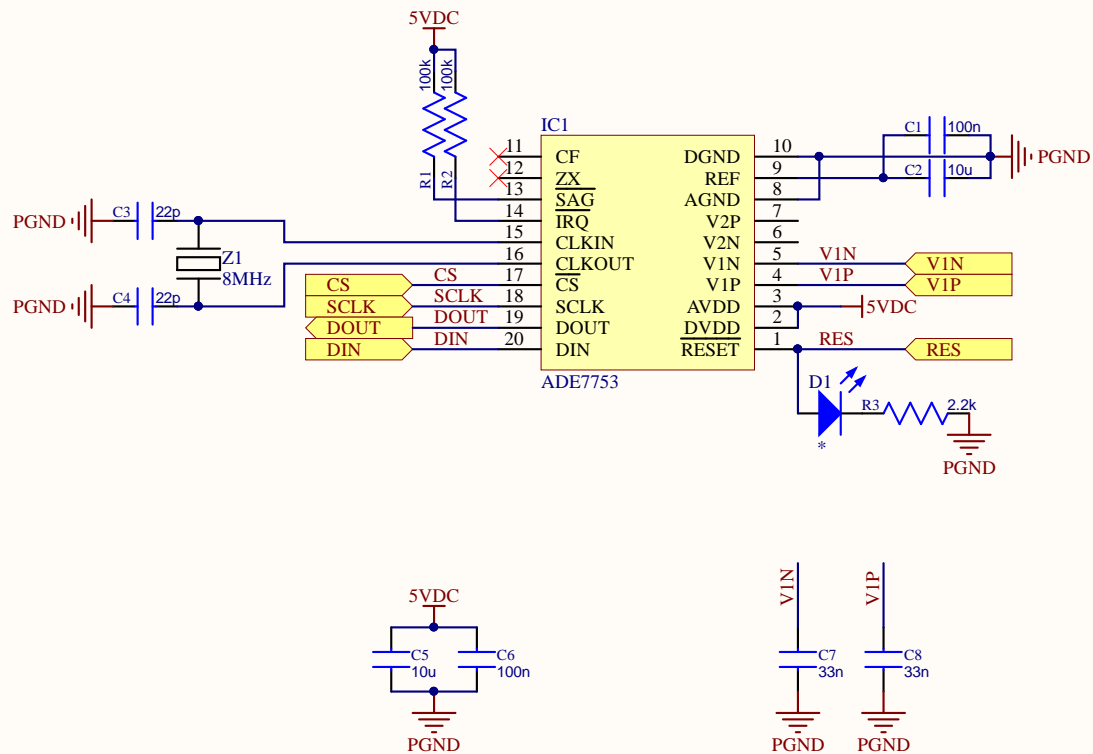 5VDC
100k 100k
R1 R2
IC1
11 CF DGND 10
12 ZX REF 9
13 SAG AGND 8
14 IRQ V2P 7
15 CLKIN V2N 6
16 CLKOUT V1N 5
17 CS V1P 4
18 SCLK AVDD 3
19 DOUT DVDD 2
20 DIN RESET 1
ADE7753
C1 100n
C2 10u
PGND
PGND C3 22p
Z1
8MHz
PGND C4 22p
CS CS
SCLK SCLK
DOUT DOUT
DIN DIN
V1N V1N
V1P V1P
5VDC
RES RES
D1
*
R3 2.2k
PGND
5VDC
C5
10u
C6
100n
PGND
V1N
C7
33n
PGND
V1P
C8
33n
PGND